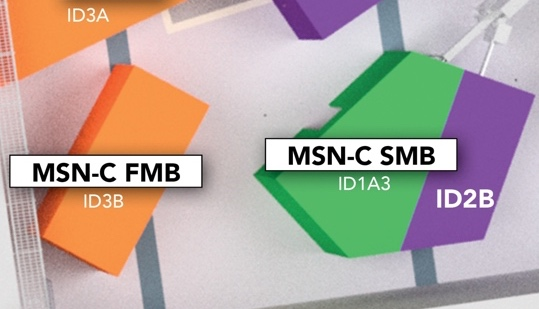 ID3A
MSN-C FMB
ID3B
MSN-C SMB
ID1A3
ID2B